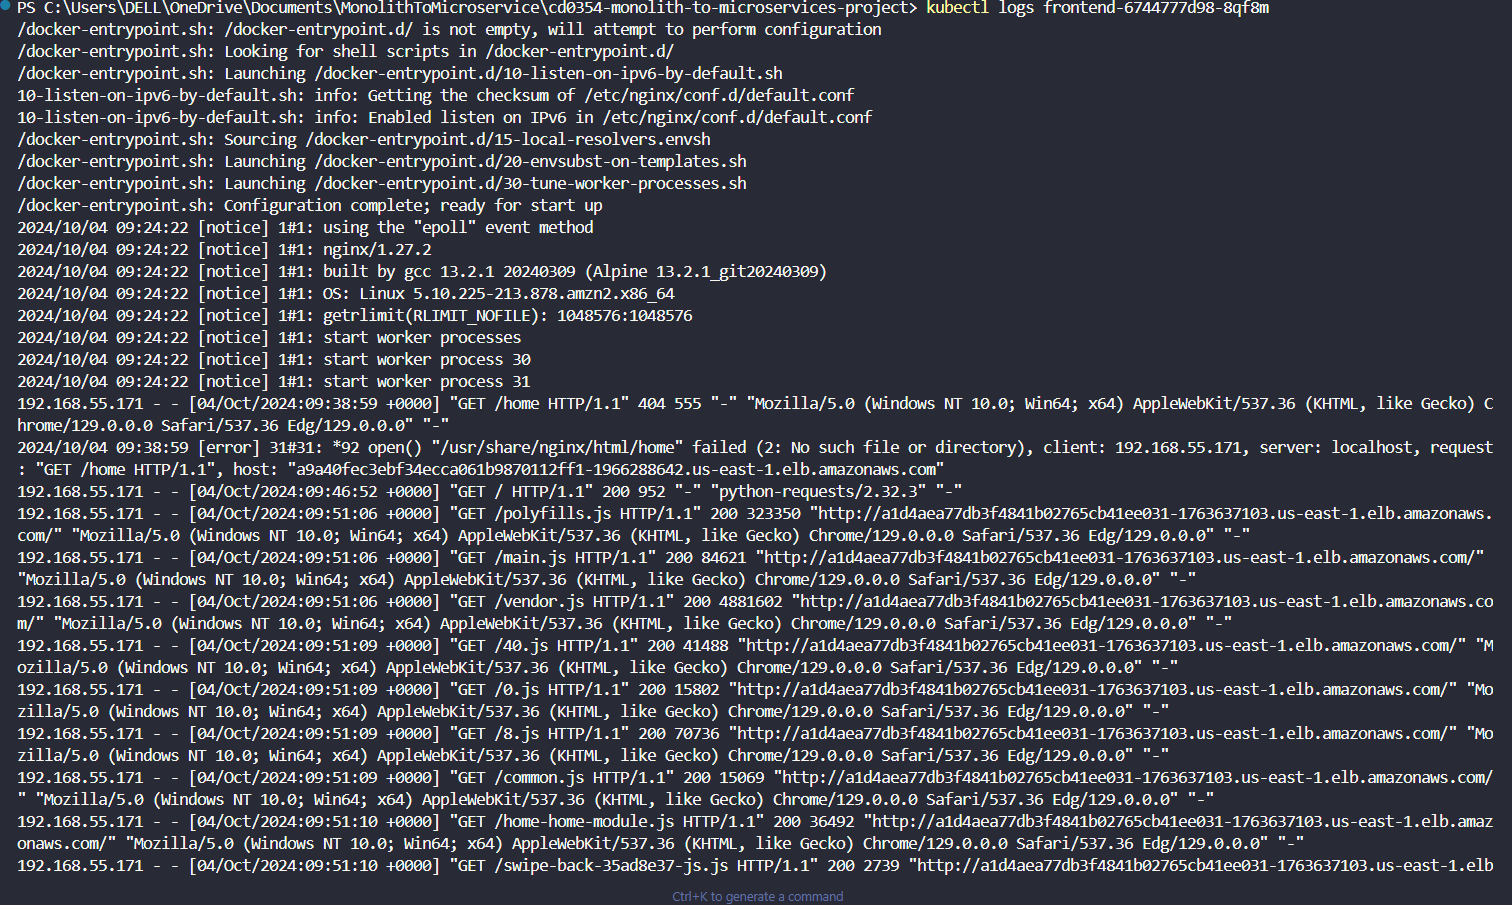 PS C:\Users\DELL\OneDrive\Documents\MonolithToMicroservice\cd0354-monolith-to-microservices-project> kubectl logs frontend-6744777d98-8qf8m
/docker-entrypoint.sh: /docker-entrypoint.d/ is not empty, will attempt to perform configuration
/docker-entrypoint.sh: Looking for shell scripts in /docker-entrypoint.d/
/docker-entrypoint.sh: Launching /docker-entrypoint.d/10-listen-on-ipv6-by-default.sh
10-listen-on-ipv6-by-default.sh: info: Getting the checksum of /etc/nginx/conf.d/default.conf
10-listen-on-ipv6-by-default.sh: info: Enabled listen on IPv6 in /etc/nginx/conf.d/default.conf
/docker-entrypoint.sh: Sourcing /docker-entrypoint.d/15-local-resolvers.envsh
/docker-entrypoint.sh: Launching /docker-entrypoint.d/20-envsubst-on-templates.sh
/docker-entrypoint.sh: Launching /docker-entrypoint.d/30-tune-worker-processes.sh
/docker-entrypoint.sh: Configuration complete; ready for start up
2024/10/04 09:24:22 [notice] 1#1: using the "epoll" event method
2024/10/04 09:24:22 [notice] 1#1: nginx/1.27.2
2024/10/04 09:24:22 [notice] 1#1: built by gcc 13.2.1 20240309 (Alpine 13.2.1_git20240309)
2024/10/04 09:24:22 [notice] 1#1: OS: Linux 5.10.225-213.878.amzn2.x86_64
2024/10/04 09:24:22 [notice] 1#1: getrlimit(RLIMIT_NOFILE): 1048576:1048576
2024/10/04 09:24:22 [notice] 1#1: start worker processes
2024/10/04 09:24:22 [notice] 1#1: start worker process 30
2024/10/04 09:24:22 [notice] 1#1: start worker process 31
192.168.55.171 - - [04/Oct/2024:09:38:59 +0000] "GET /home HTTP/1.1" 404 555 "-" "Mozilla/5.0 (Windows NT 10.0; Win64; x64) AppleWebKit/537.36 (KHTML, like Gecko) C
hrome/129.0.0.0 Safari/537.36 Edg/129.0.0.0" "-"
2024/10/04 09:38:59 [error] 31#31: *92 open() "/usr/share/nginx/html/home" failed (2: No such file or directory), client: 192.168.55.171, server: localhost, request
: "GET /home HTTP/1.1", host: "a9a40fec3ebf34ecca061b9870112ff1-1966288642.us-east-1.elb.amazonaws.com"
192.168.55.171 - - [04/Oct/2024:09:46:52 +0000] "GET / HTTP/1.1" 200 952 "-" "python-requests/2.32.3" "-"
192.168.55.171 - - [04/Oct/2024:09:51:06 +0000] "GET /polyfills.js HTTP/1.1" 200 323350 "http://a1d4aea77db3f4841b02765cb41ee031-1763637103.us-east-1.elb.amazonaws.
com/" "Mozilla/5.0 (Windows NT 10.0; Win64; x64) AppleWebKit/537.36 (KHTML, like Gecko) Chrome/129.0.0.0 Safari/537.36 Edg/129.0.0.0" "-"
192.168.55.171 - - [04/Oct/2024:09:51:06 +0000] "GET /main.js HTTP/1.1" 200 84621 "http://a1d4aea77db3f4841b02765cb41ee031-1763637103.us-east-1.elb.amazonaws.com/"
"Mozilla/5.0 (Windows NT 10.0; Win64; x64) AppleWebKit/537.36 (KHTML, like Gecko) Chrome/129.0.0.0 Safari/537.36 Edg/129.0.0.0" "-"
192.168.55.171 - - [04/Oct/2024:09:51:06 +0000] "GET /vendor.js HTTP/1.1" 200 4881602 "http://a1d4aea77db3f4841b02765cb41ee031-1763637103.us-east-1.elb.amazonaws.co
m/" "Mozilla/5.0 (Windows NT 10.0; Win64; x64) AppleWebKit/537.36 (KHTML, like Gecko) Chrome/129.0.0.0 Safari/537.36 Edg/129.0.0.0" "-"
192.168.55.171 - - [04/Oct/2024:09:51:09 +0000] "GET /40.js HTTP/1.1" 200 41488 "http://a1d4aea77db3f4841b02765cb41ee031-1763637103.us-east-1.elb.amazonaws.com/" "M
ozilla/5.0 (Windows NT 10.0; Win64; x64) AppleWebKit/537.36 (KHTML, like Gecko) Chrome/129.0.0.0 Safari/537.36 Edg/129.0.0.0" "-"
192.168.55.171 - - [04/Oct/2024:09:51:09 +0000] "GET /0.js HTTP/1.1" 200 15802 "http://a1d4aea77db3f4841b02765cb41ee031-1763637103.us-east-1.elb.amazonaws.com/" "Mo
zilla/5.0 (Windows NT 10.0; Win64; x64) AppleWebKit/537.36 (KHTML, like Gecko) Chrome/129.0.0.0 Safari/537.36 Edg/129.0.0.0" "-"
192.168.55.171 - - [04/Oct/2024:09:51:09 +0000] "GET /8.js HTTP/1.1" 200 70736 "http://a1d4aea77db3f4841b02765cb41ee031-1763637103.us-east-1.elb.amazonaws.com/" "Mo
zilla/5.0 (Windows NT 10.0; Win64; x64) AppleWebKit/537.36 (KHTML, like Gecko) Chrome/129.0.0.0 Safari/537.36 Edg/129.0.0.0" "-"
192.168.55.171 - - [04/Oct/2024:09:51:09 +0000] "GET /common.js HTTP/1.1" 200 15069 "http://a1d4aea77db3f4841b02765cb41ee031-1763637103.us-east-1.elb.amazonaws.com/
" "Mozilla/5.0 (Windows NT 10.0; Win64; x64) AppleWebKit/537.36 (KHTML, like Gecko) Chrome/129.0.0.0 Safari/537.36 Edg/129.0.0.0" "-"
192.168.55.171 - - [04/Oct/2024:09:51:10 +0000] "GET /home-home-module.js HTTP/1.1" 200 36492 "http://a1d4aea77db3f4841b02765cb41ee031-1763637103.us-east-1.elb.amaz
onaws.com/" "Mozilla/5.0 (Windows NT 10.0; Win64; x64) AppleWebKit/537.36 (KHTML, like Gecko) Chrome/129.0.0.0 Safari/537.36 Edg/129.0.0.0" "-"
192.168.55.171 - - [04/Oct/2024:09:51:10 +0000] "GET /swipe-back-35ad8e37-js.js HTTP/1.1" 200 2739 "http://a1d4aea77db3f4841b02765cb41ee031-1763637103.us-east-1.elb
Ctrl+K to generate a command